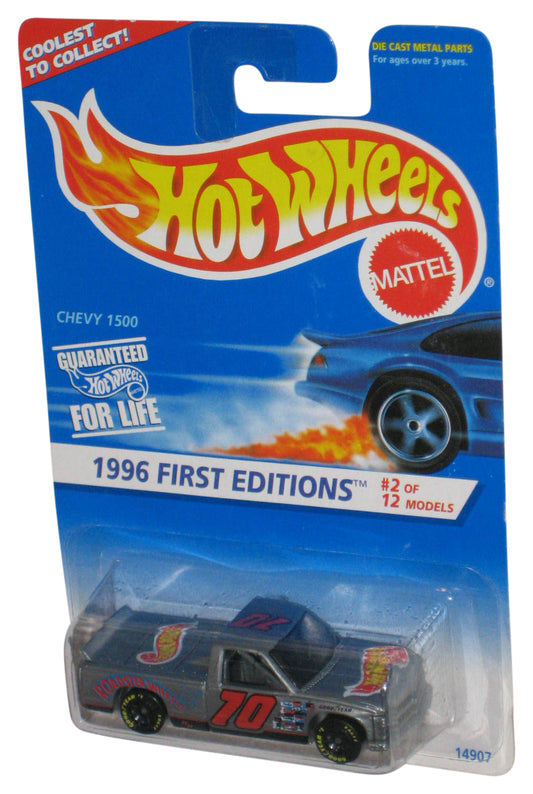 COOLEST
TO COLLECT!
DIE CAST METAL PARTS
For ages over 3 years.
HOT WHEELS
MATTEL
®
CHEVY 1500
GUARANTEED
Hot Wheels
FOR LIFE
1996 FIRST EDITIONS™
#2 OF
12 MODELS
70
70
GOODYEAR
14907